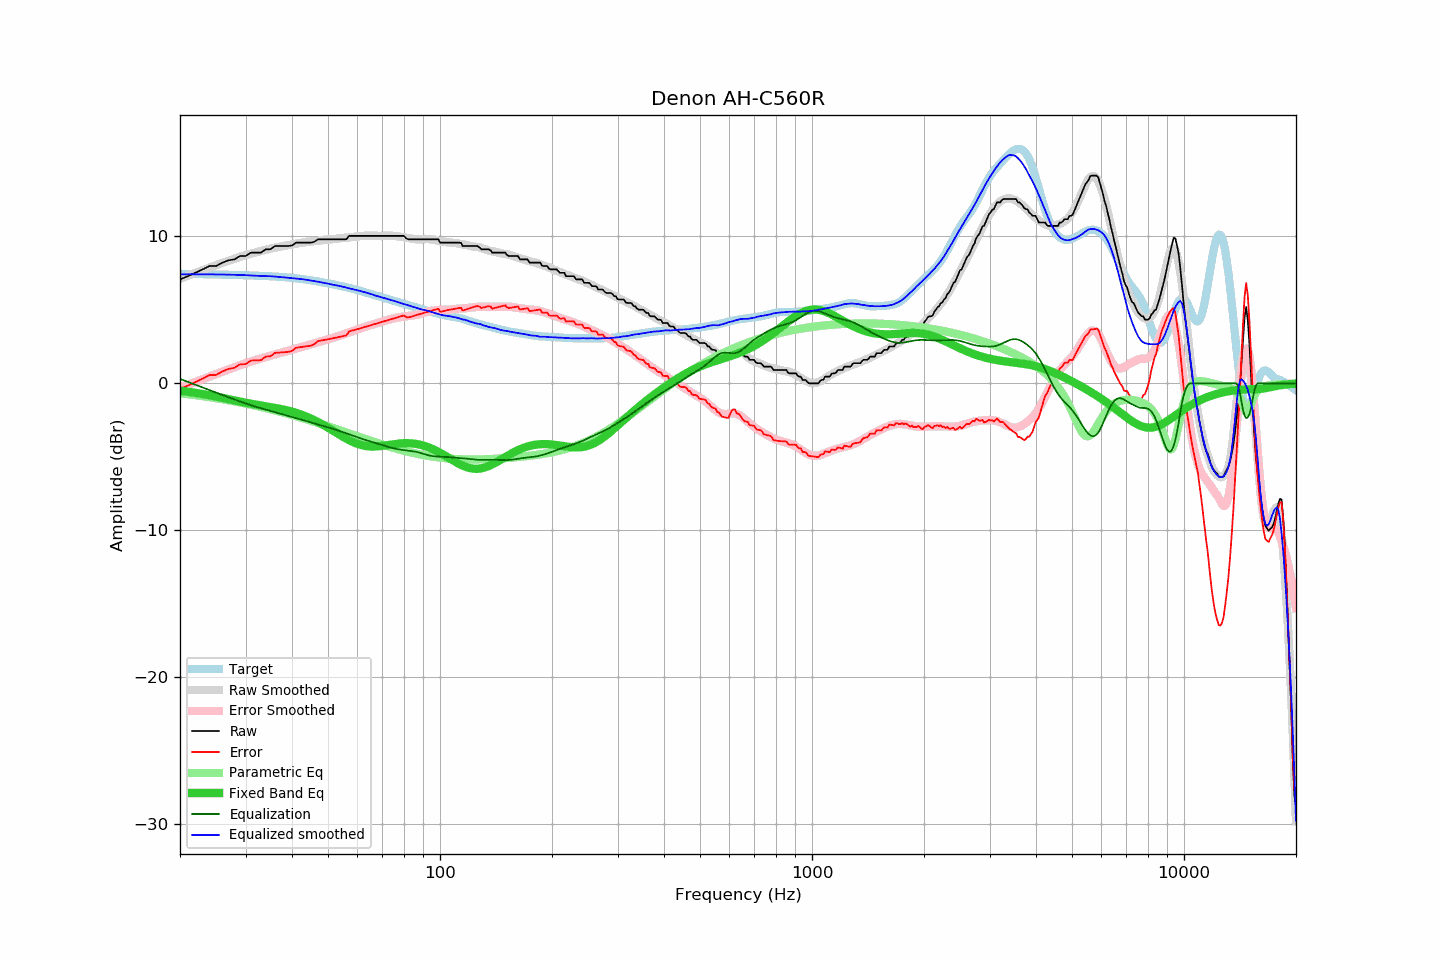 Denon AH-C560R
Amplitude (dBr)
10
0
−10
−20
−30
Target
Raw Smoothed
Error Smoothed
Raw
Error
Parametric Eq
Fixed Band Eq
Equalization
Equalized smoothed
100
1000
10000
Frequency (Hz)